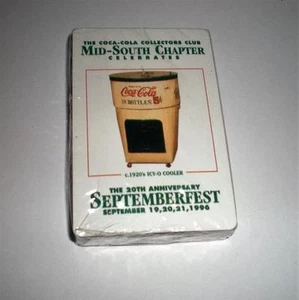 THE COCA-COLA COLLECTORS CLUB
MID-SOUTH CHAPTER
CELEBRATES
Coca-Cola
IN BOTTLES 5¢
c.1920's ICY-O COOLER
THE 20TH ANNIVERSARY
SEPTEMBERFEST
SEPTEMBER 19,20,21,1996